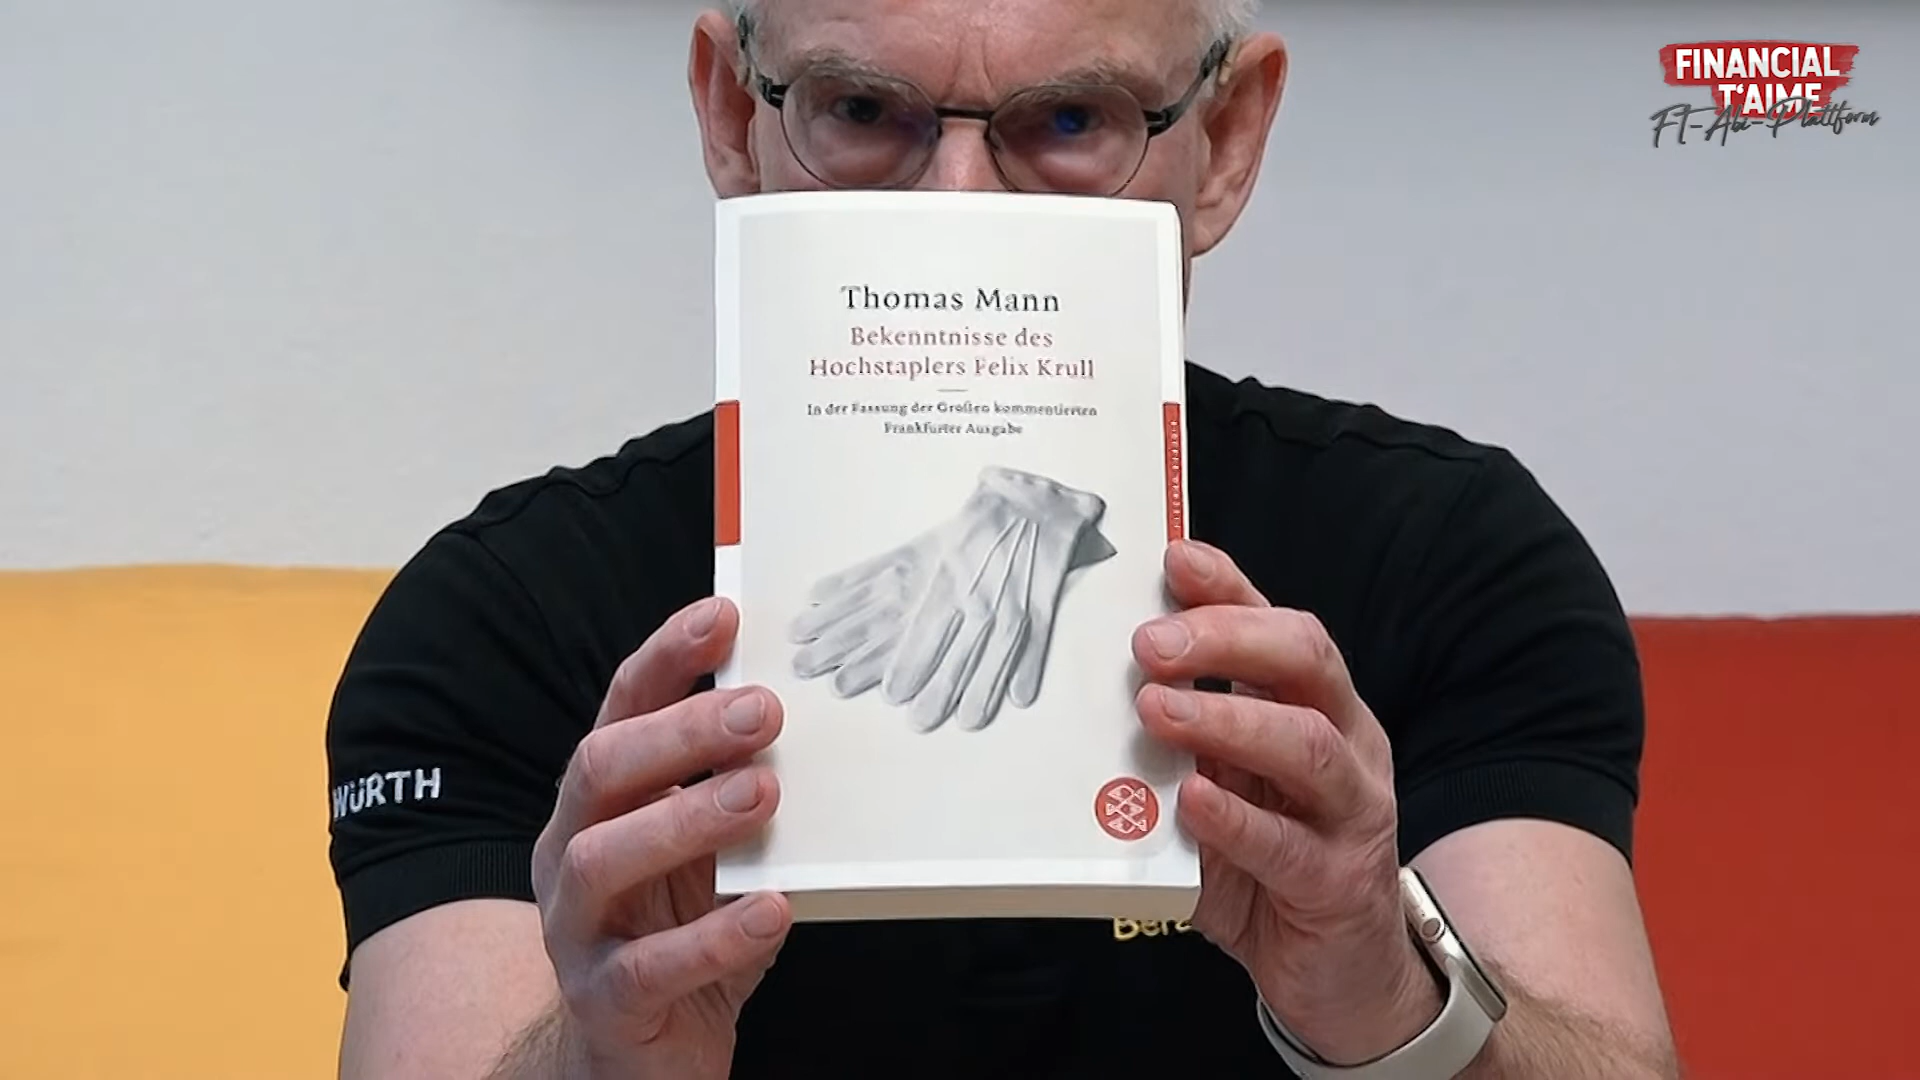 FINANCIAL
T'AIME
FT-Abi-Plattform
Thomas Mann
Bekenntnisse des
Hochstaplers Felix Krull
In der Fassung der Großen kommentierten
Frankfurter Ausgabe
WÜRTH